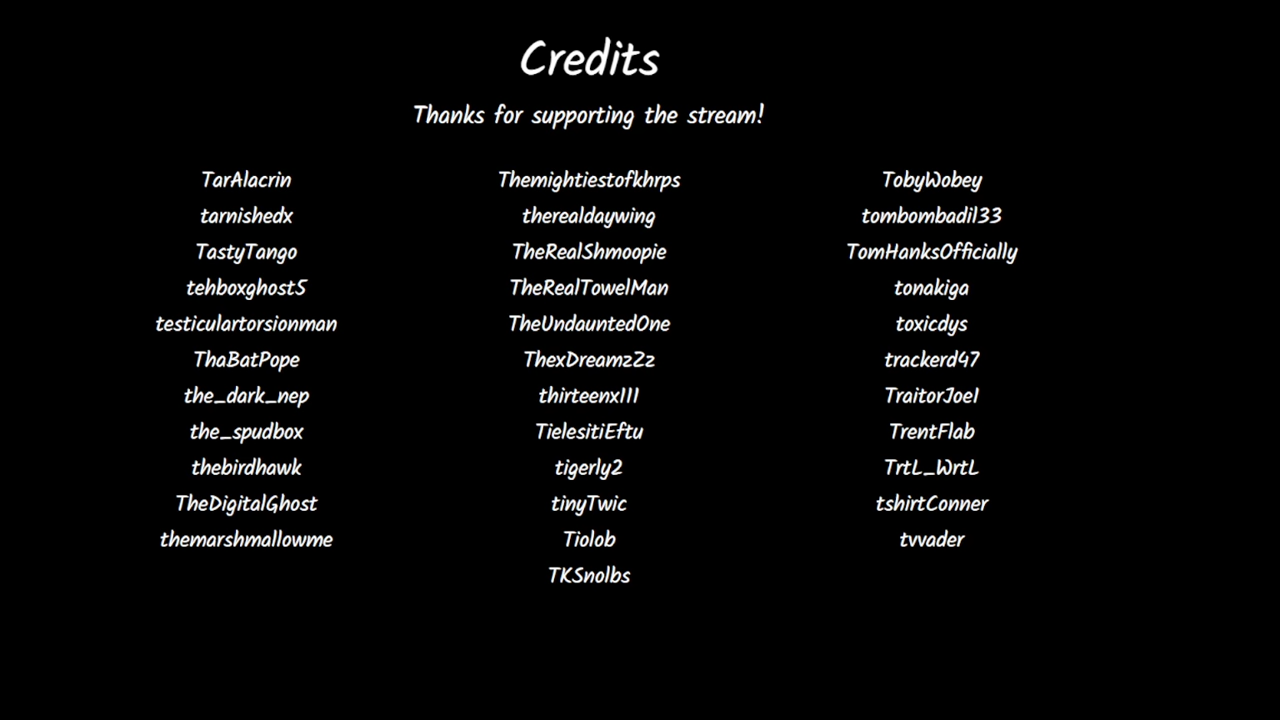 Credits
Thanks for supporting the stream!
TarAlacrin
tarnishedx
TastyTango
tehboxghost5
testiculartorsionman
ThaBatPope
the_dark_nep
the_spudbox
thebirdhawk
TheDigitalGhost
themarshmallowme
Themightiestofkhrps
therealdaywing
TheRealShmoopie
TheRealTowelMan
TheUndauntedOne
ThexDreamzZz
thirteenxIII
TielesitiEftu
tigerly2
tinyTwic
Tiolob
TKSnolbs
TobyWobey
tombombadil33
TomHanksOfficially
tonakiga
toxicdys
trackerd47
TraitorJoe1
TrentFlab
TrtL_WrtL
tshirtConner
tvvader